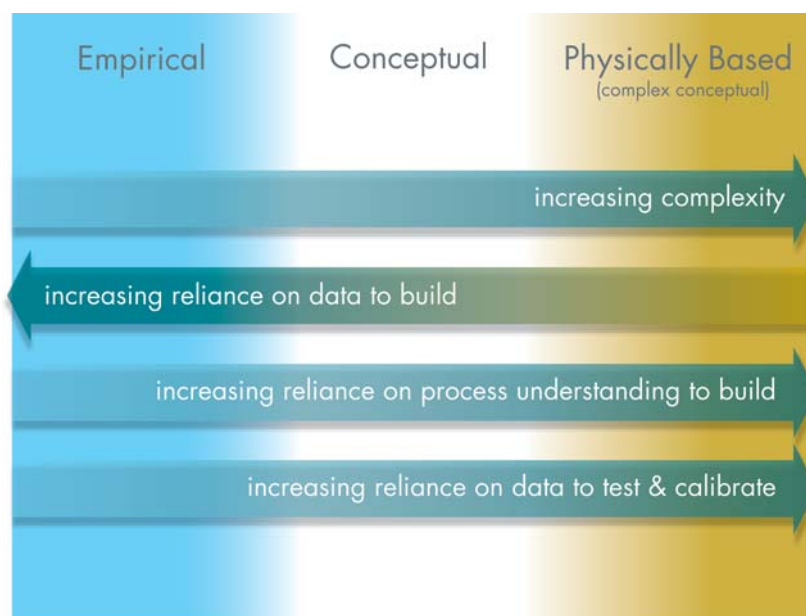 Empirical
Conceptual
Physically Based
(complex conceptual)
increasing complexity
increasing reliance on data to build
increasing reliance on process understanding to build
increasing reliance on data to test & calibrate